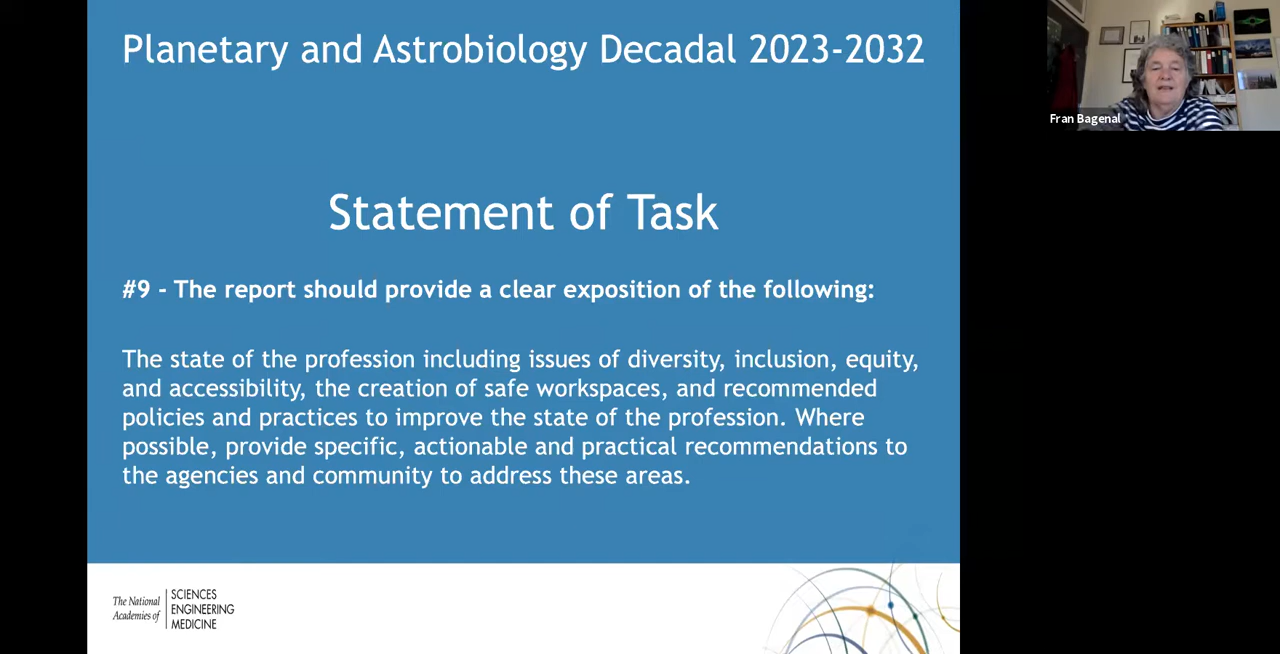 Planetary and Astrobiology Decadal 2023-2032
Fran Bagenal
Statement of Task
#9 - The report should provide a clear exposition of the following:
The state of the profession including issues of diversity, inclusion, equity,
and accessibility, the creation of safe workspaces, and recommended
policies and practices to improve the state of the profession. Where
possible, provide specific, actionable and practical recommendations to
the agencies and community to address these areas.
The National
Academies of
SCIENCES
ENGINEERING
MEDICINE